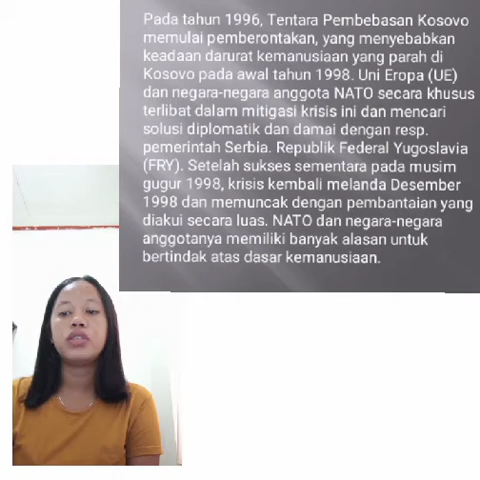 Pada tahun 1996, Tentara Pembebasan Kosovo
memulai pemberontakan, yang menyebabkan
keadaan darurat kemanusiaan yang parah di
Kosovo pada awal tahun 1998. Uni Eropa (UE)
dan negara-negara anggota NATO secara khusus
terlibat dalam mitigasi krisis ini dan mencari
solusi diplomatik dan damai dengan resp.
pemerintah Serbia. Republik Federal Yugoslavia
(FRY). Setelah sukses sementara pada musim
gugur 1998, krisis kembali melanda Desember
1998 dan memuncak dengan pembantaian yang
diakui secara luas. NATO dan negara-negara
anggotanya memiliki banyak alasan untuk
bertindak atas dasar kemanusiaan.